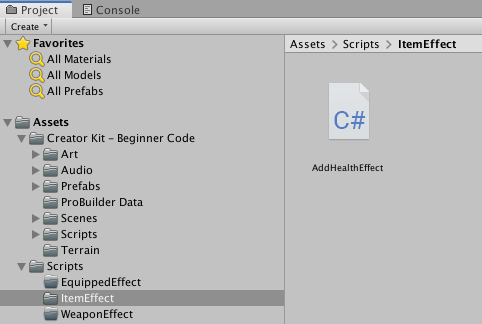 Project
Console
Create
Favorites
All Materials
All Models
All Prefabs
Assets
Creator Kit - Beginner Code
Art
Audio
Prefabs
ProBuilder Data
Scenes
Scripts
Terrain
Scripts
EquippedEffect
ItemEffect
WeaponEffect
Assets > Scripts > ItemEffect
C#
AddHealthEffect